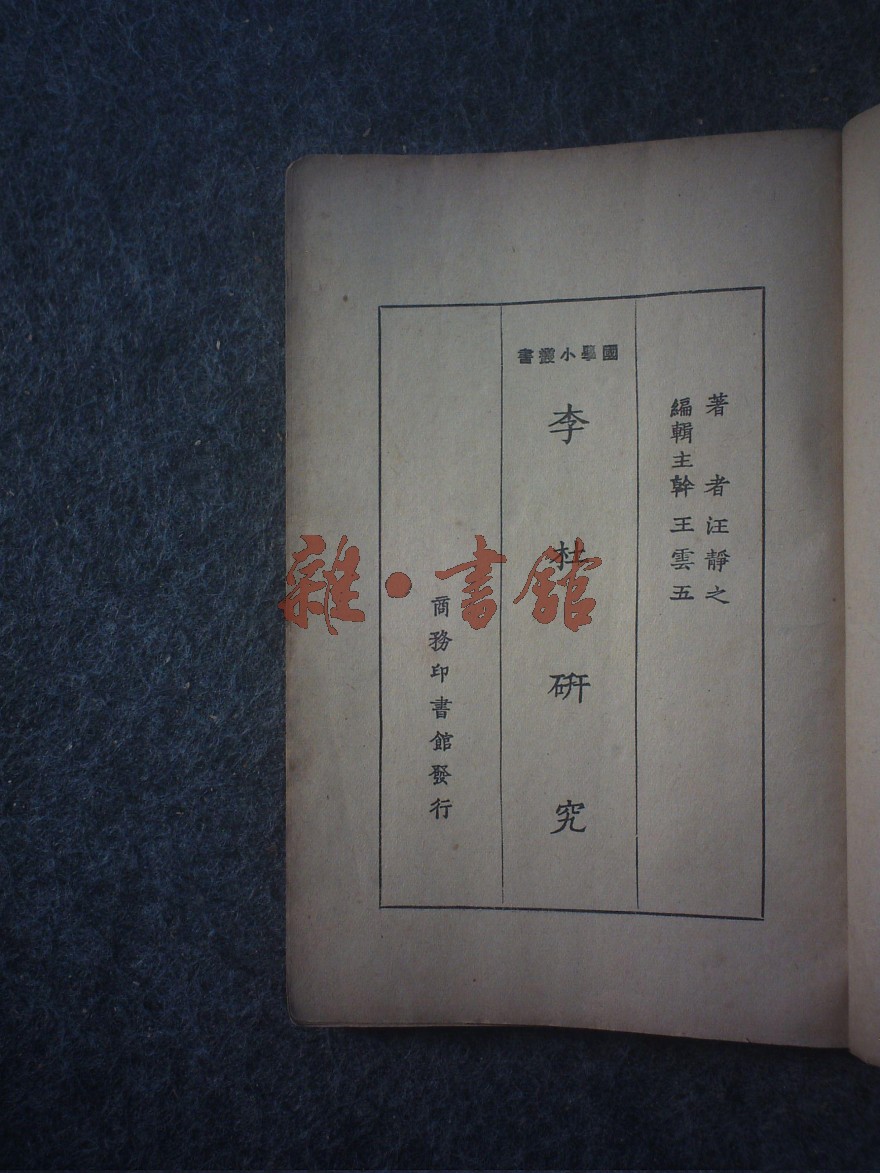 著者汪靜之
編輯主幹王雲五
國學小叢書
李杜研究
商務印書館發行
雜·書館